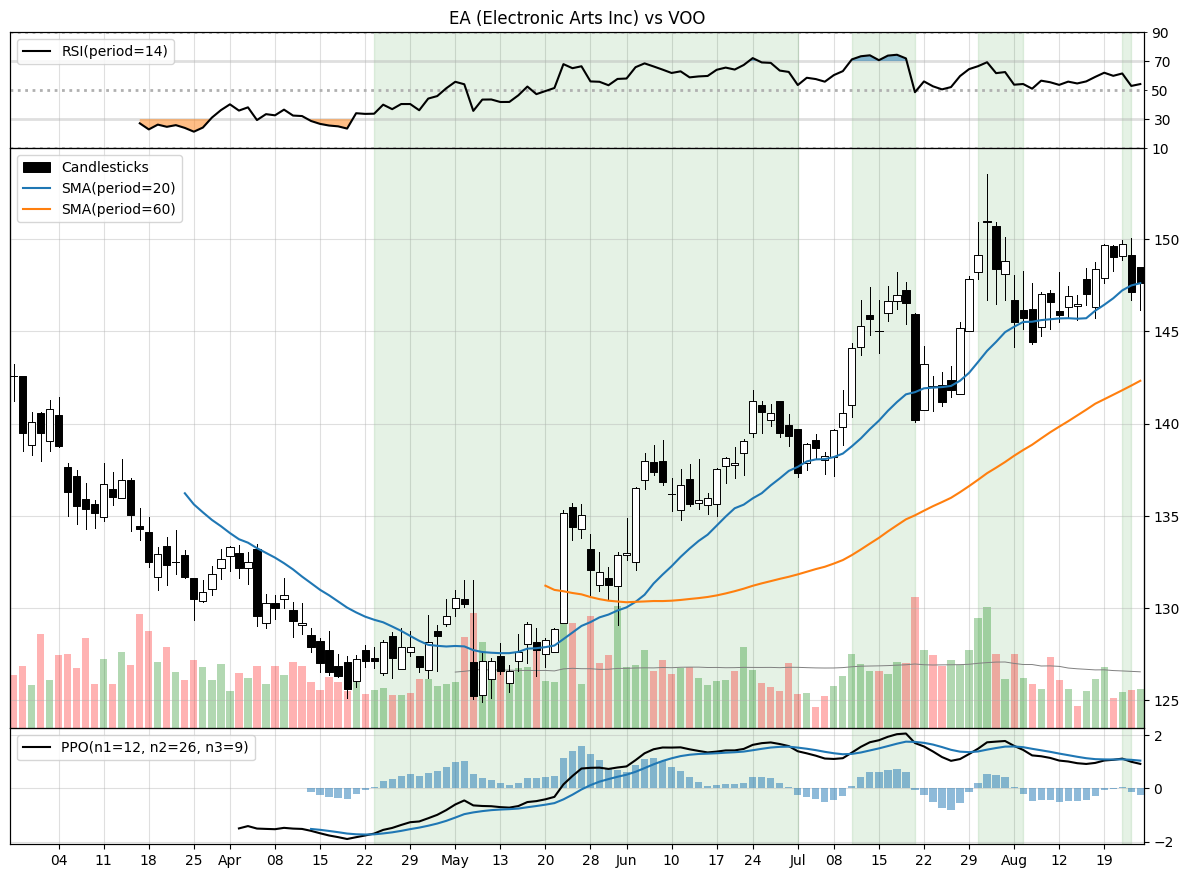 EA (Electronic Arts Inc) vs VOO
RSI(period=14)
90
70
50
30
10
Candlesticks
SMA(period=20)
SMA(period=60)
150
145
140
135
130
125
PPO(n1=12, n2=26, n3=9)
2
0
−2
04 11 18 25 Apr 08 15 22 29 May 13 20 28 Jun 10 17 24 Jul 08 15 22 29 Aug 12 19